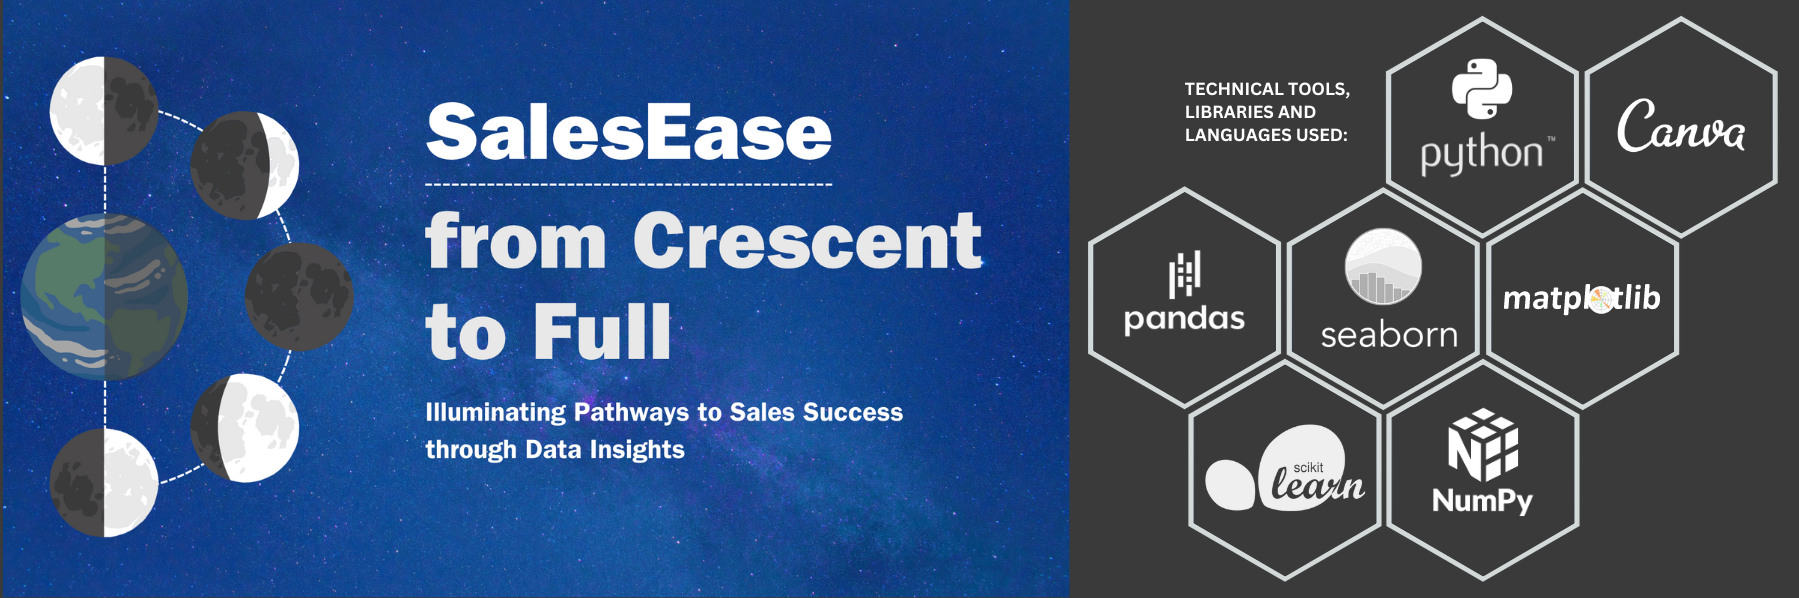 SalesEase
from Crescent
to Full
Illuminating Pathways to Sales Success
through Data Insights
TECHNICAL TOOLS,
LIBRARIES AND
LANGUAGES USED:
python™
Canva
pandas
seaborn
matplotlib
scikit
learn
NumPy